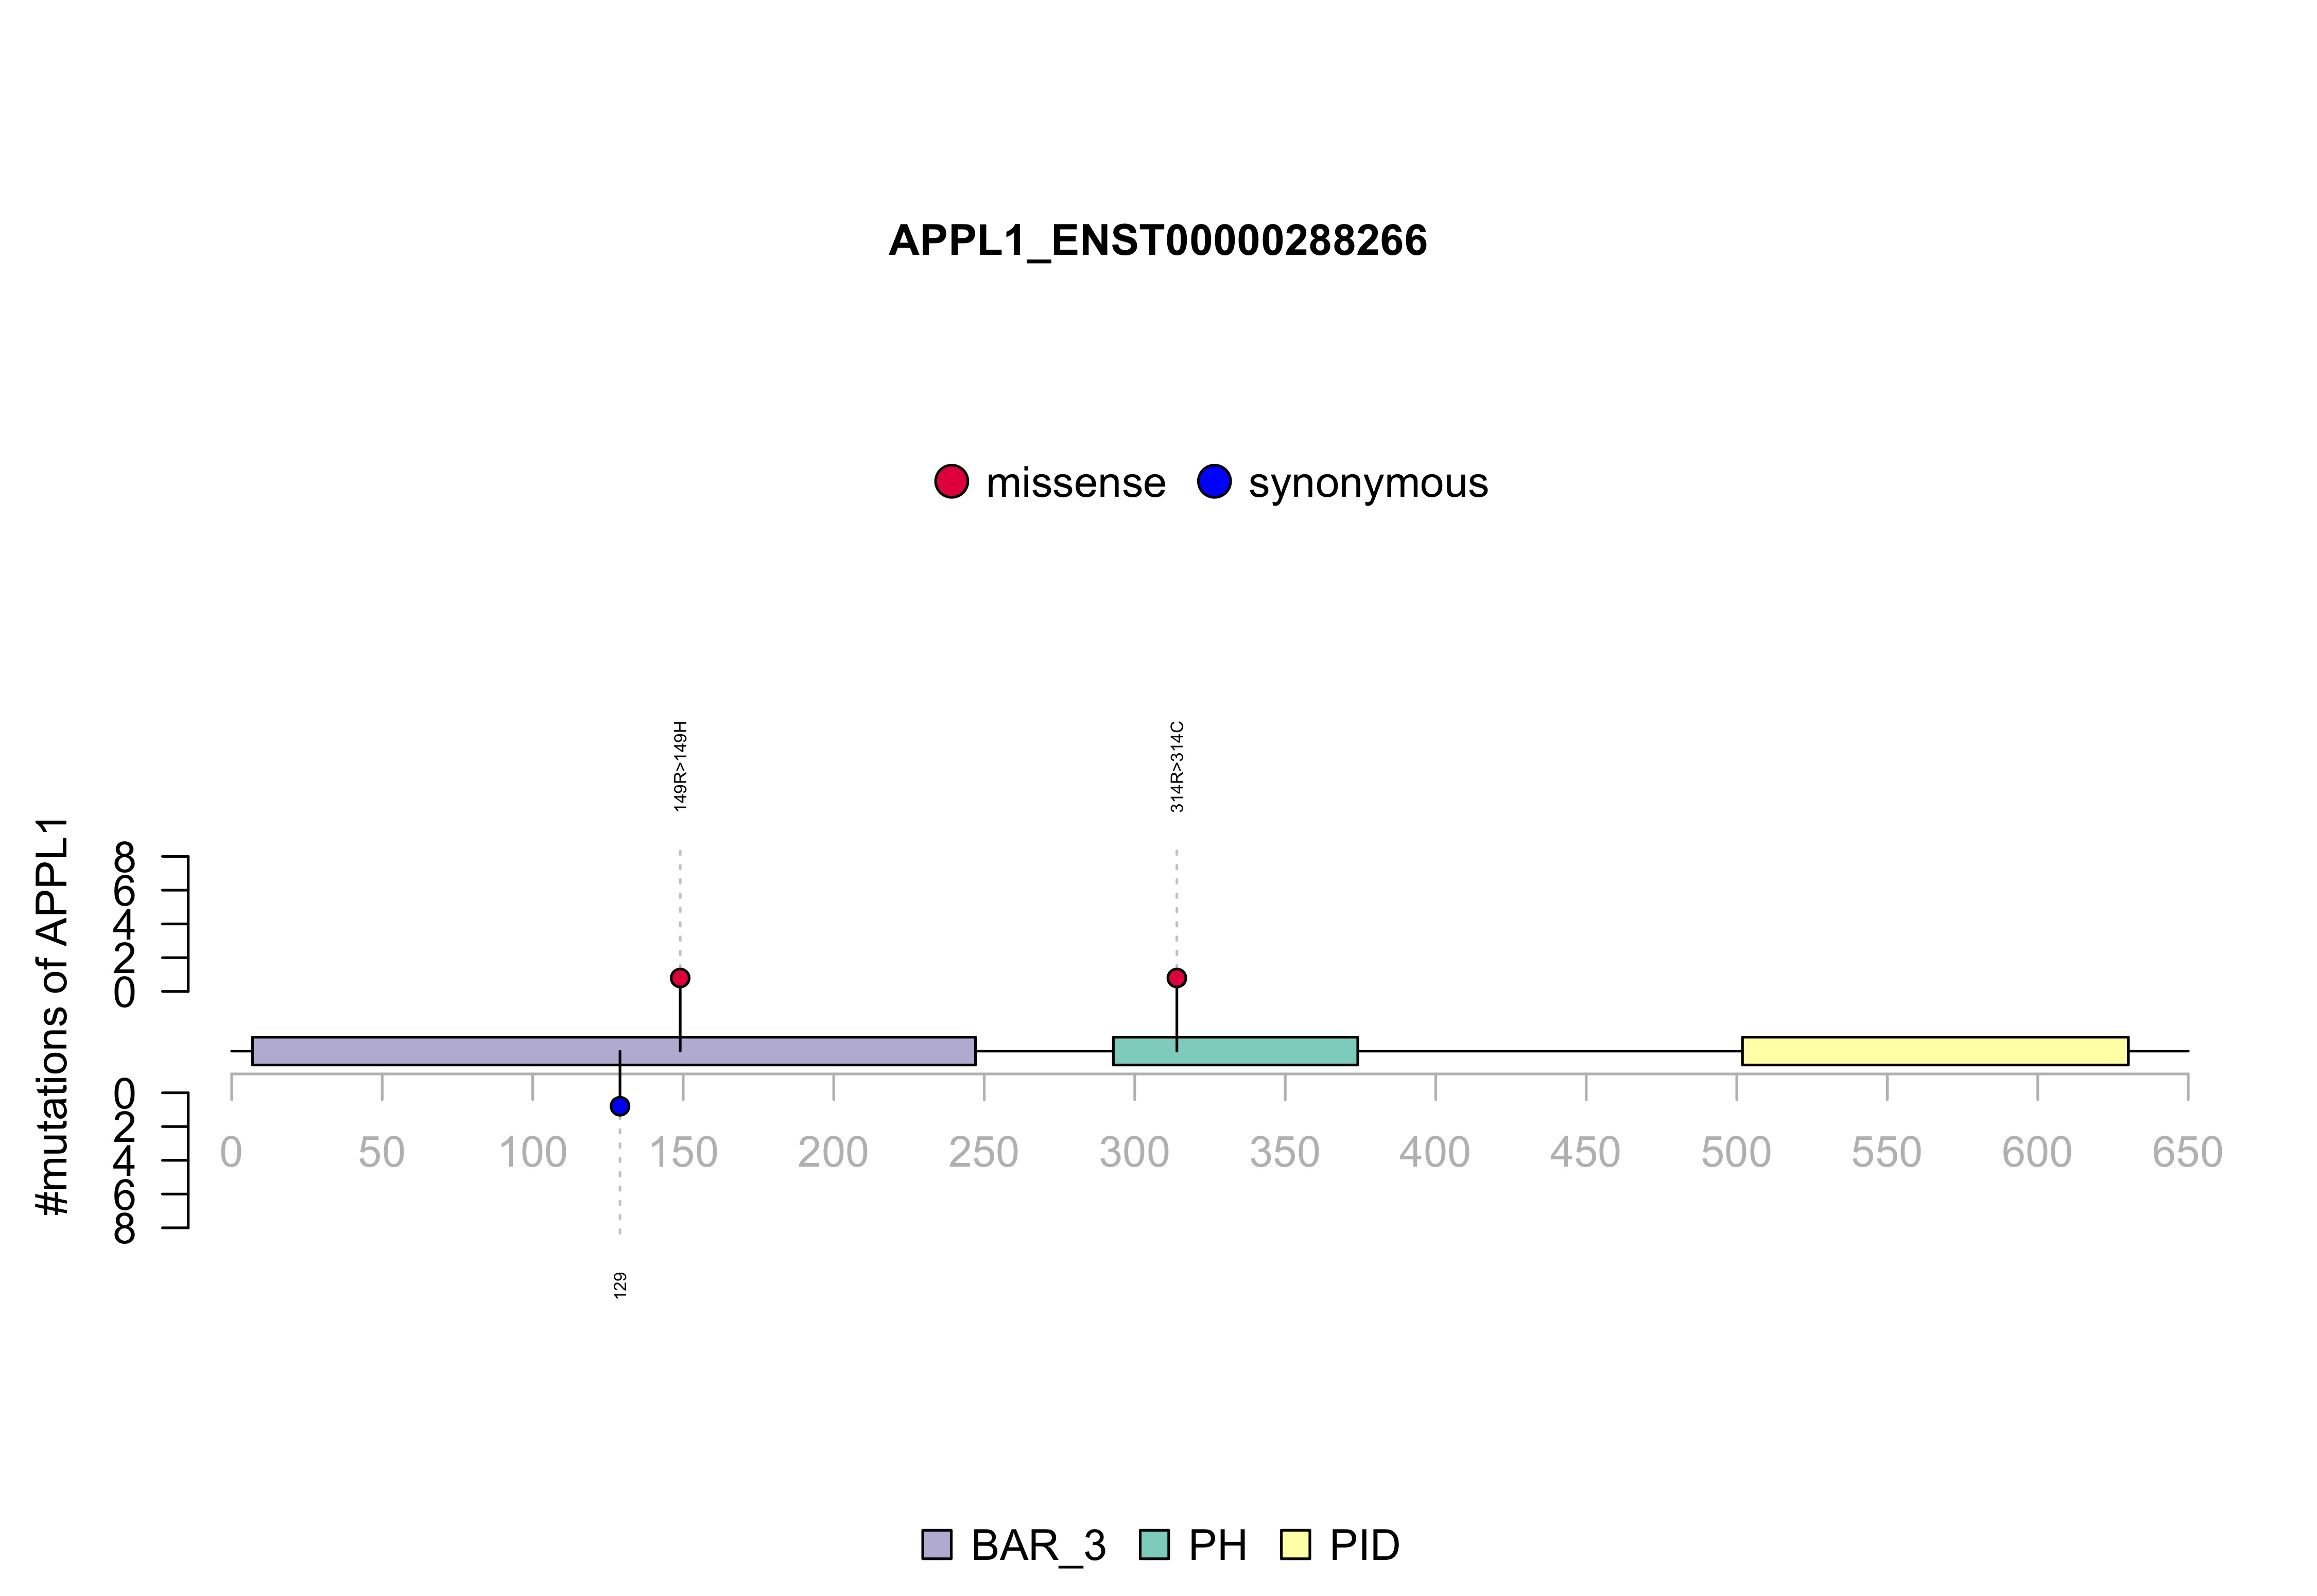 APPL1_ENST00000288266
missense synonymous
149R>149H 314R>314C
#mutations of APPL1
8
6
4
2
0
0
2
4
6
8
0 50 100 150 200 250 300 350 400 450 500 550 600 650
129
BAR_3 PH PID